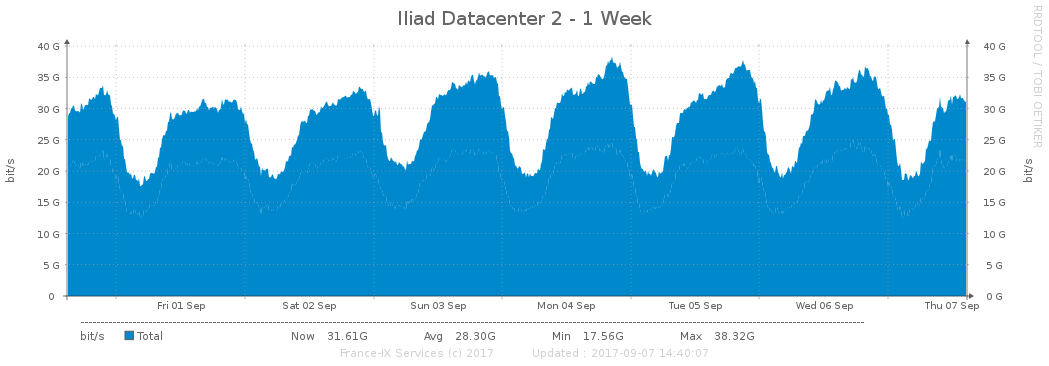 Iliad Datacenter 2 - 1 Week
RRDTOOL / TOBI OETIKER
40 G 40 G
35 G 35 G
30 G 30 G
25 G 25 G
20 G 20 G
15 G 15 G
10 G 10 G
5 G 5 G
0 0 G
bit/s bit/s
Fri 01 Sep Sat 02 Sep Sun 03 Sep Mon 04 Sep Tue 05 Sep Wed 06 Sep Thu 07 Sep
bit/s Total Now 31.61G Avg 28.30G Min 17.56G Max 38.32G
France-IX Services (c) 2017 Updated : 2017-09-07 14:40:07